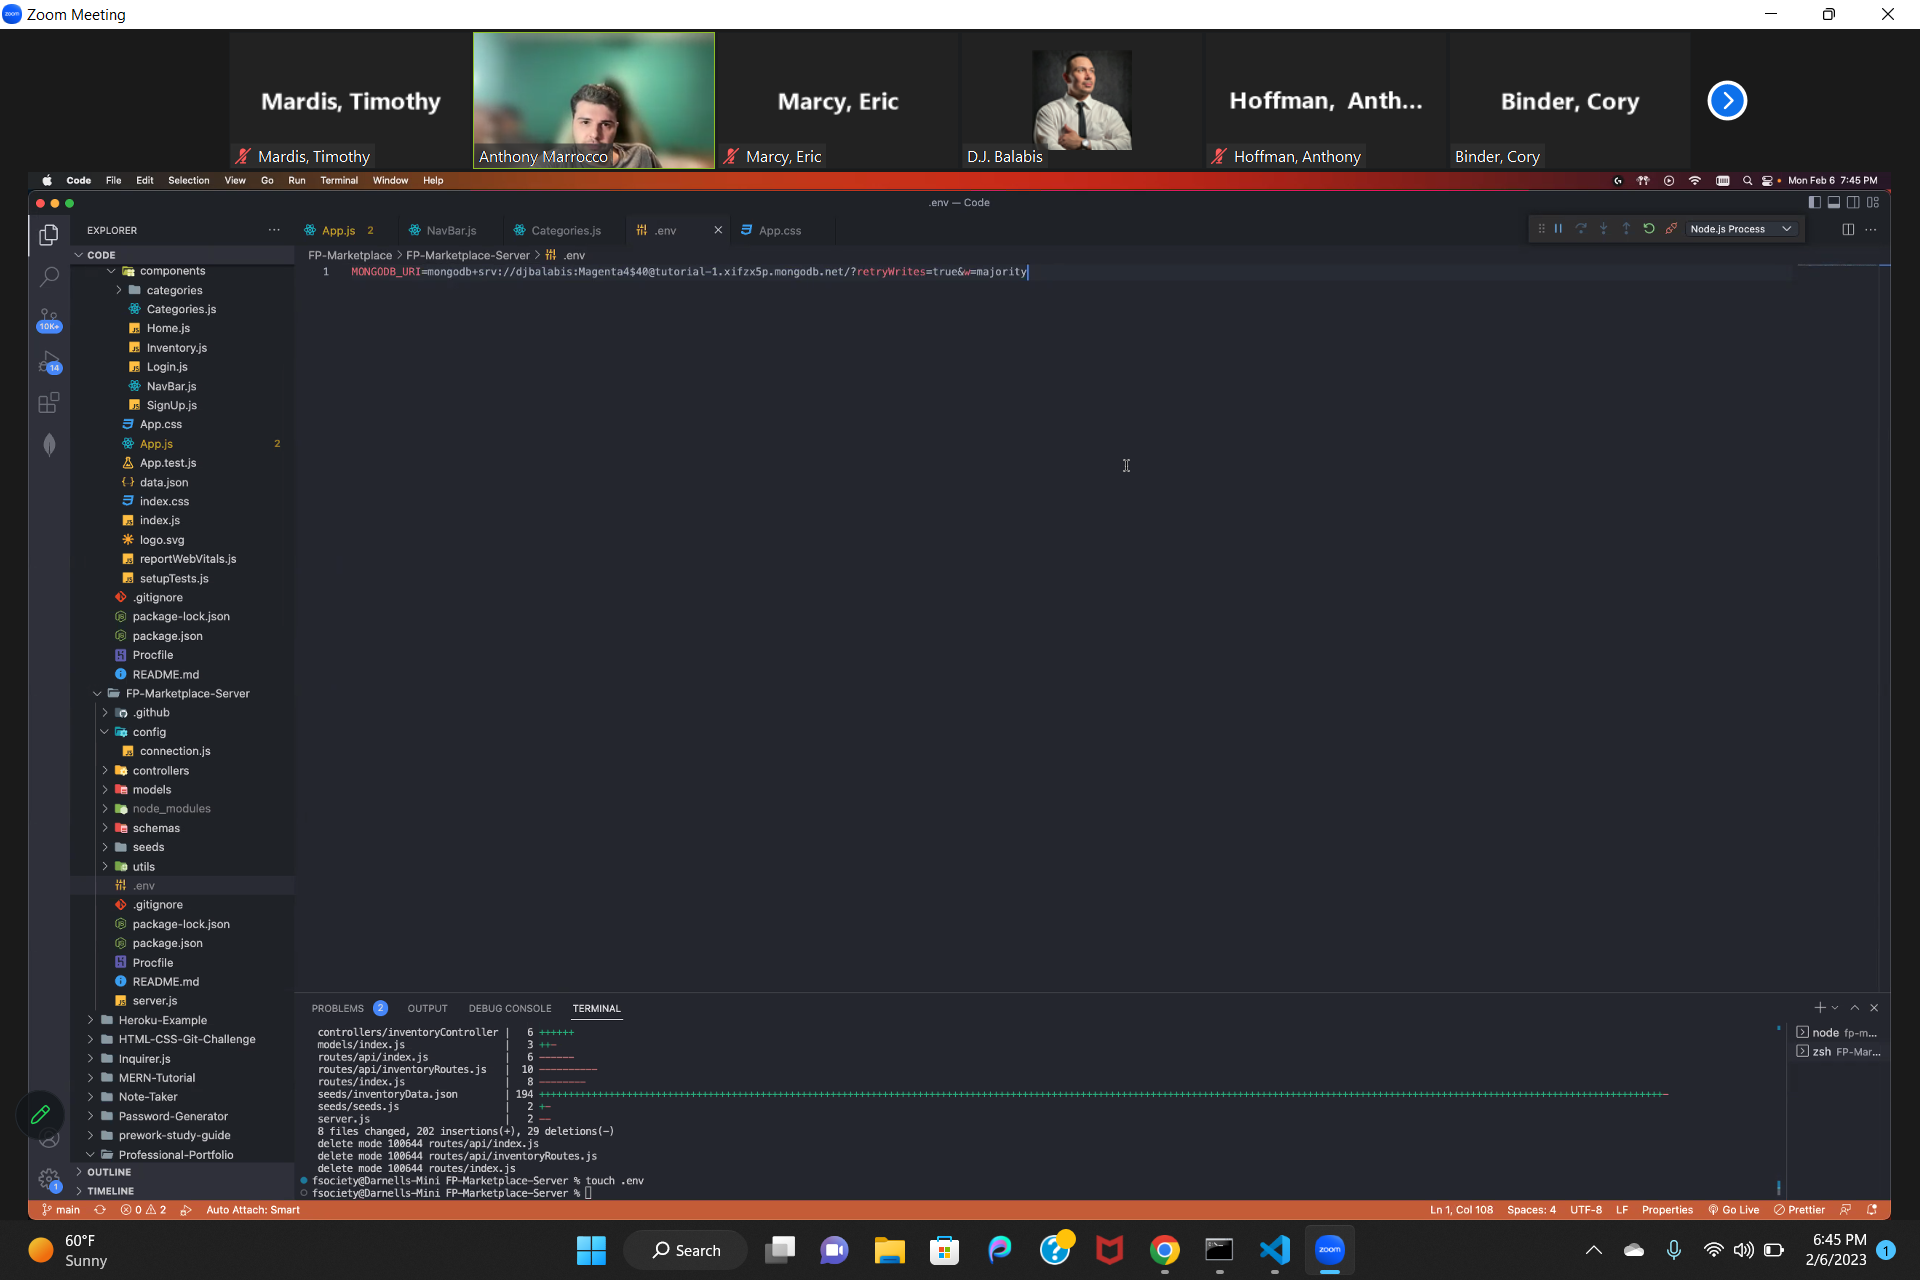 Zoom Meeting
Mardis, Timothy
Marcy, Eric
Hoffman, Anth...
Binder, Cory
Mardis, Timothy
Anthony Marrocco
Marcy, Eric
D.J. Balabis
Hoffman, Anthony
Binder, Cory
Code File Edit Selection View Go Run Terminal Window Help
Mon Feb 6 7:45 PM
.env — Code
EXPLORER
App.js 2
NavBar.js
Categories.js
.env
App.css
Node.js Process
CODE
FP-Marketplace > FP-Marketplace-Server > .env
1 MONGODB_URI=mongodb+srv://djbalabis:Magenta4$40@tutorial-1.xifzx5p.mongodb.net/?retryWrites=true&w=majority
components
categories
Categories.js
Home.js
10K+
Inventory.js
Login.js
14
NavBar.js
SignUp.js
App.css
App.js 2
App.test.js
data.json
index.css
index.js
logo.svg
reportWebVitals.js
setupTests.js
.gitignore
package-lock.json
package.json
Procfile
README.md
FP-Marketplace-Server
.github
config
connection.js
controllers
models
node_modules
schemas
seeds
utils
.env
.gitignore
package-lock.json
package.json
Procfile
README.md
server.js
Heroku-Example
HTML-CSS-Git-Challenge
Inquirer.js
MERN-Tutorial
Note-Taker
Password-Generator
prework-study-guide
Professional-Portfolio
OUTLINE
1
TIMELINE
PROBLEMS 2 OUTPUT DEBUG CONSOLE TERMINAL
controllers/inventoryController | 6 ++++++
models/index.js | 3 ++-
routes/api/index.js | 6 ------
routes/api/inventoryRoutes.js | 10 ----------
routes/index.js | 8 --------
seeds/inventoryData.json | 194
seeds/seeds.js | 2 +-
server.js | 2 --
8 files changed, 202 insertions(+), 29 deletions(-)
delete mode 100644 routes/api/index.js
delete mode 100644 routes/api/inventoryRoutes.js
delete mode 100644 routes/index.js
fsociety@Darnells-Mini FP-Marketplace-Server % touch .env
fsociety@Darnells-Mini FP-Marketplace-Server %
node fp-m...
zsh FP-Mar...
main 0 2 Auto Attach: Smart
Ln 1, Col 108 Spaces: 4 UTF-8 LF Properties Go Live Prettier
60°F
Sunny
Search
zoom
6:45 PM
2/6/2023
1